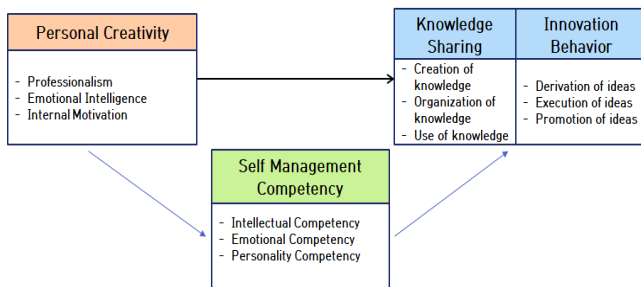 Personal Creativity
- Professionalism
- Emotional Intelligence
- Internal Motivation
Knowledge
Sharing
- Creation of
knowledge
- Organization of
knowledge
- Use of knowledge
Innovation
Behavior
- Derivation of ideas
- Execution of ideas
- Promotion of ideas
Self Management
Competency
- Intellectual Competency
- Emotional Competency
- Personality Competency